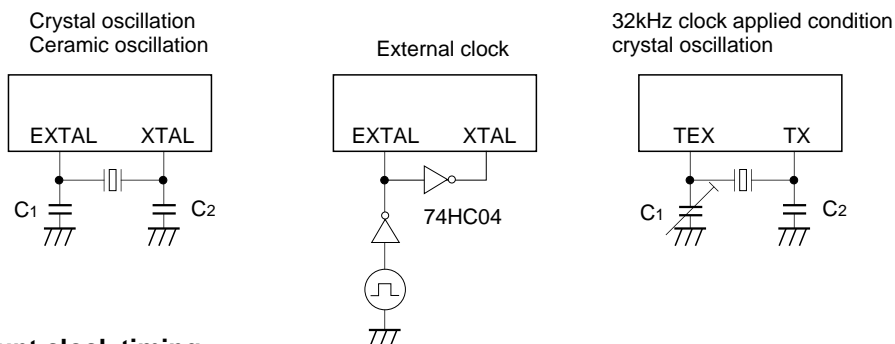 Crystal oscillation
Ceramic oscillation
External clock
32kHz clock applied condition
crystal oscillation
EXTAL XTAL
C1 C2
EXTAL XTAL
74HC04
TEX TX
C1 C2